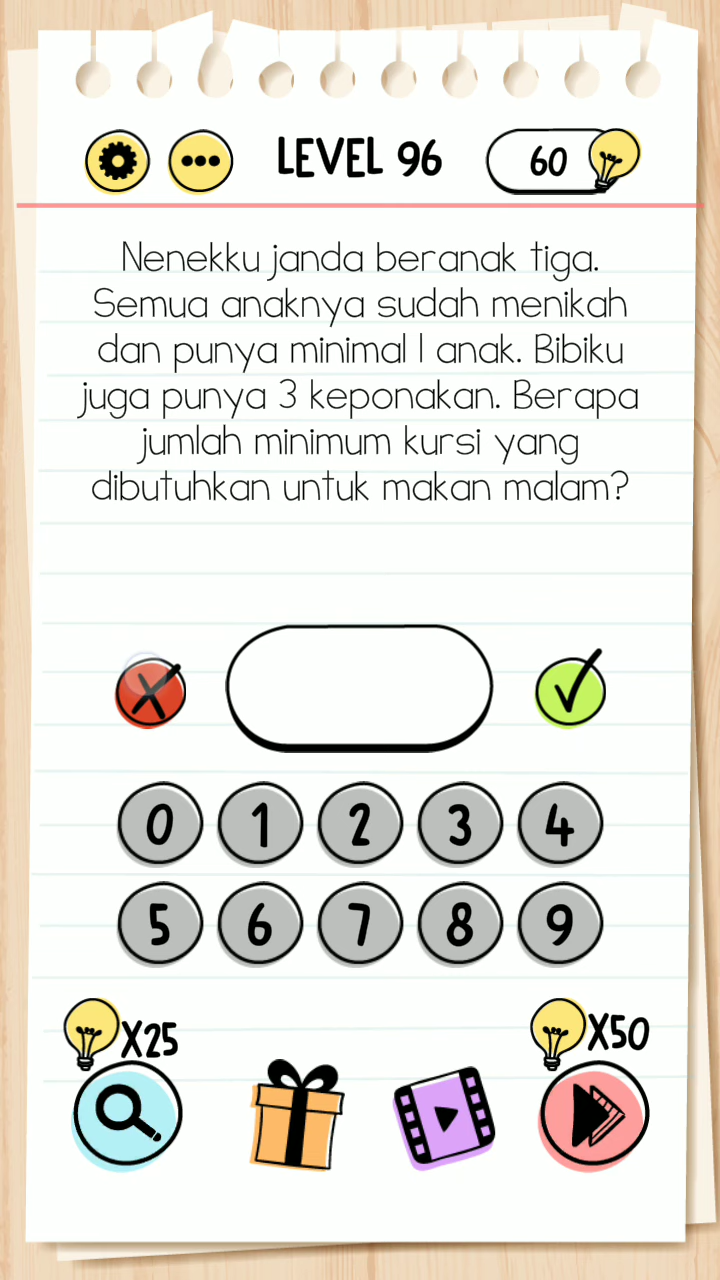 LEVEL 96
60
Nenekku janda beranak tiga.
Semua anaknya sudah menikah
dan punya minimal 1 anak. Bibiku
juga punya 3 keponakan. Berapa
jumlah minimum kursi yang
dibutuhkan untuk makan malam?
0 1 2 3 4
5 6 7 8 9
X25
X50